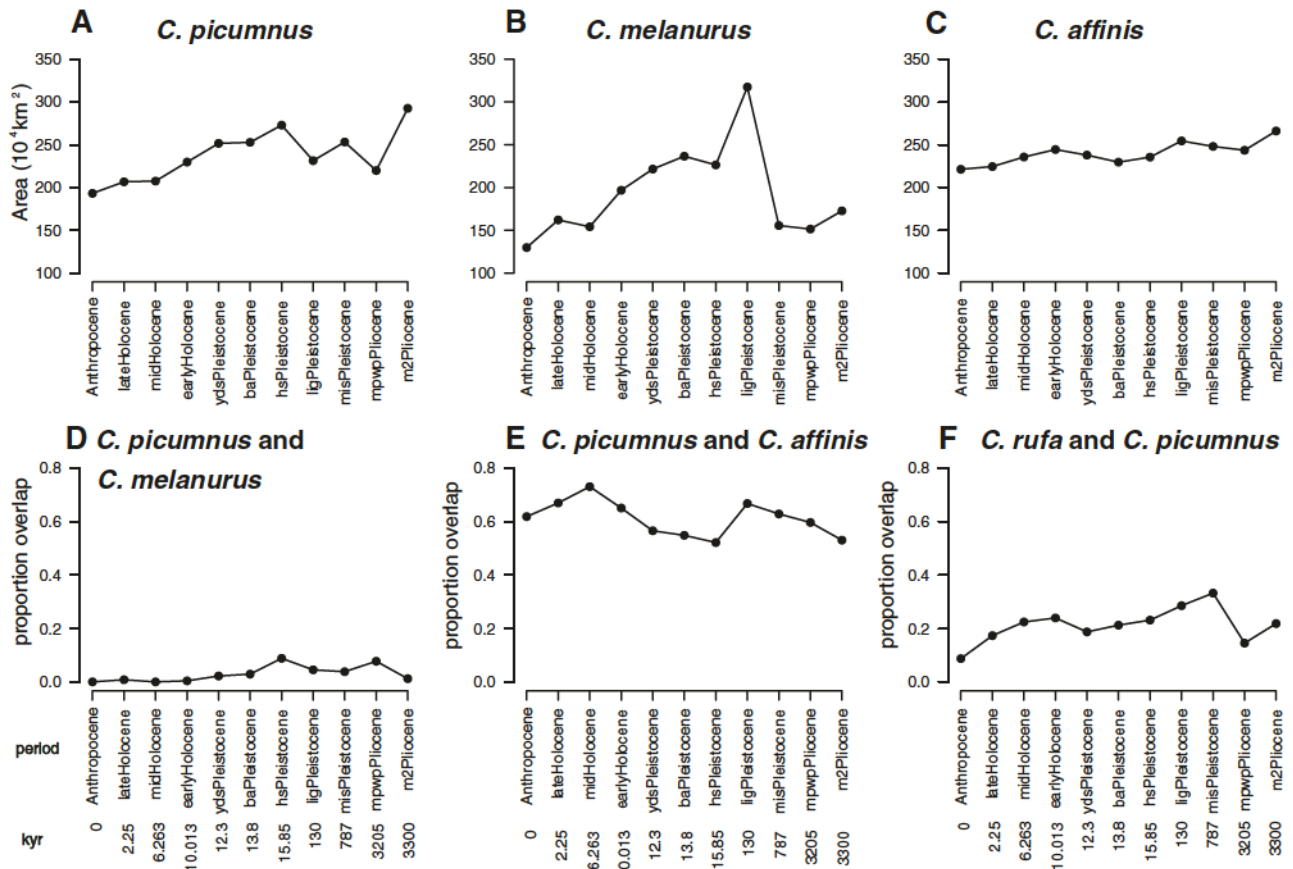 A C. picumnus
B C. melanurus
C C. affinis
Area (10⁴km²)
350
300
250
200
150
100
Anthropocene
lateHolocene
midHolocene
earlyHolocene
ydsPleistocene
baPleistocene
hsPleistocene
ligPleistocene
misPleistocene
mpwpPliocene
m2Pliocene
350
300
250
200
150
100
Anthropocene
lateHolocene
midHolocene
earlyHolocene
ydsPleistocene
baPleistocene
hsPleistocene
ligPleistocene
misPleistocene
mpwpPliocene
m2Pliocene
350
300
250
200
150
100
Anthropocene
lateHolocene
midHolocene
earlyHolocene
ydsPleistocene
baPleistocene
hsPleistocene
ligPleistocene
misPleistocene
mpwpPliocene
m2Pliocene
D C. picumnus and
C. melanurus
E C. picumnus and C. affinis
F C. rufa and C. picumnus
proportion overlap
0.8
0.6
0.4
0.2
0.0
proportion overlap
0.8
0.6
0.4
0.2
0.0
proportion overlap
0.8
0.6
0.4
0.2
0.0
period
Anthropocene
lateHolocene
midHolocene
earlyHolocene
ydsPleistocene
baPleistocene
hsPleistocene
ligPleistocene
misPleistocene
mpwpPliocene
m2Pliocene
Anthropocene
lateHolocene
midHolocene
earlyHolocene
ydsPleistocene
baPleistocene
hsPleistocene
ligPleistocene
misPleistocene
mpwpPliocene
m2Pliocene
Anthropocene
lateHolocene
midHolocene
earlyHolocene
ydsPleistocene
baPleistocene
hsPleistocene
ligPleistocene
misPleistocene
mpwpPliocene
m2Pliocene
kyr
0
2.25
6.263
10.013
12.3
13.8
15.85
130
787
3205
3300
0
2.25
6.263
0.013
12.3
13.8
15.85
130
787
3205
3300
0
2.25
6.263
10.013
12.3
13.8
15.85
130
787
3205
3300